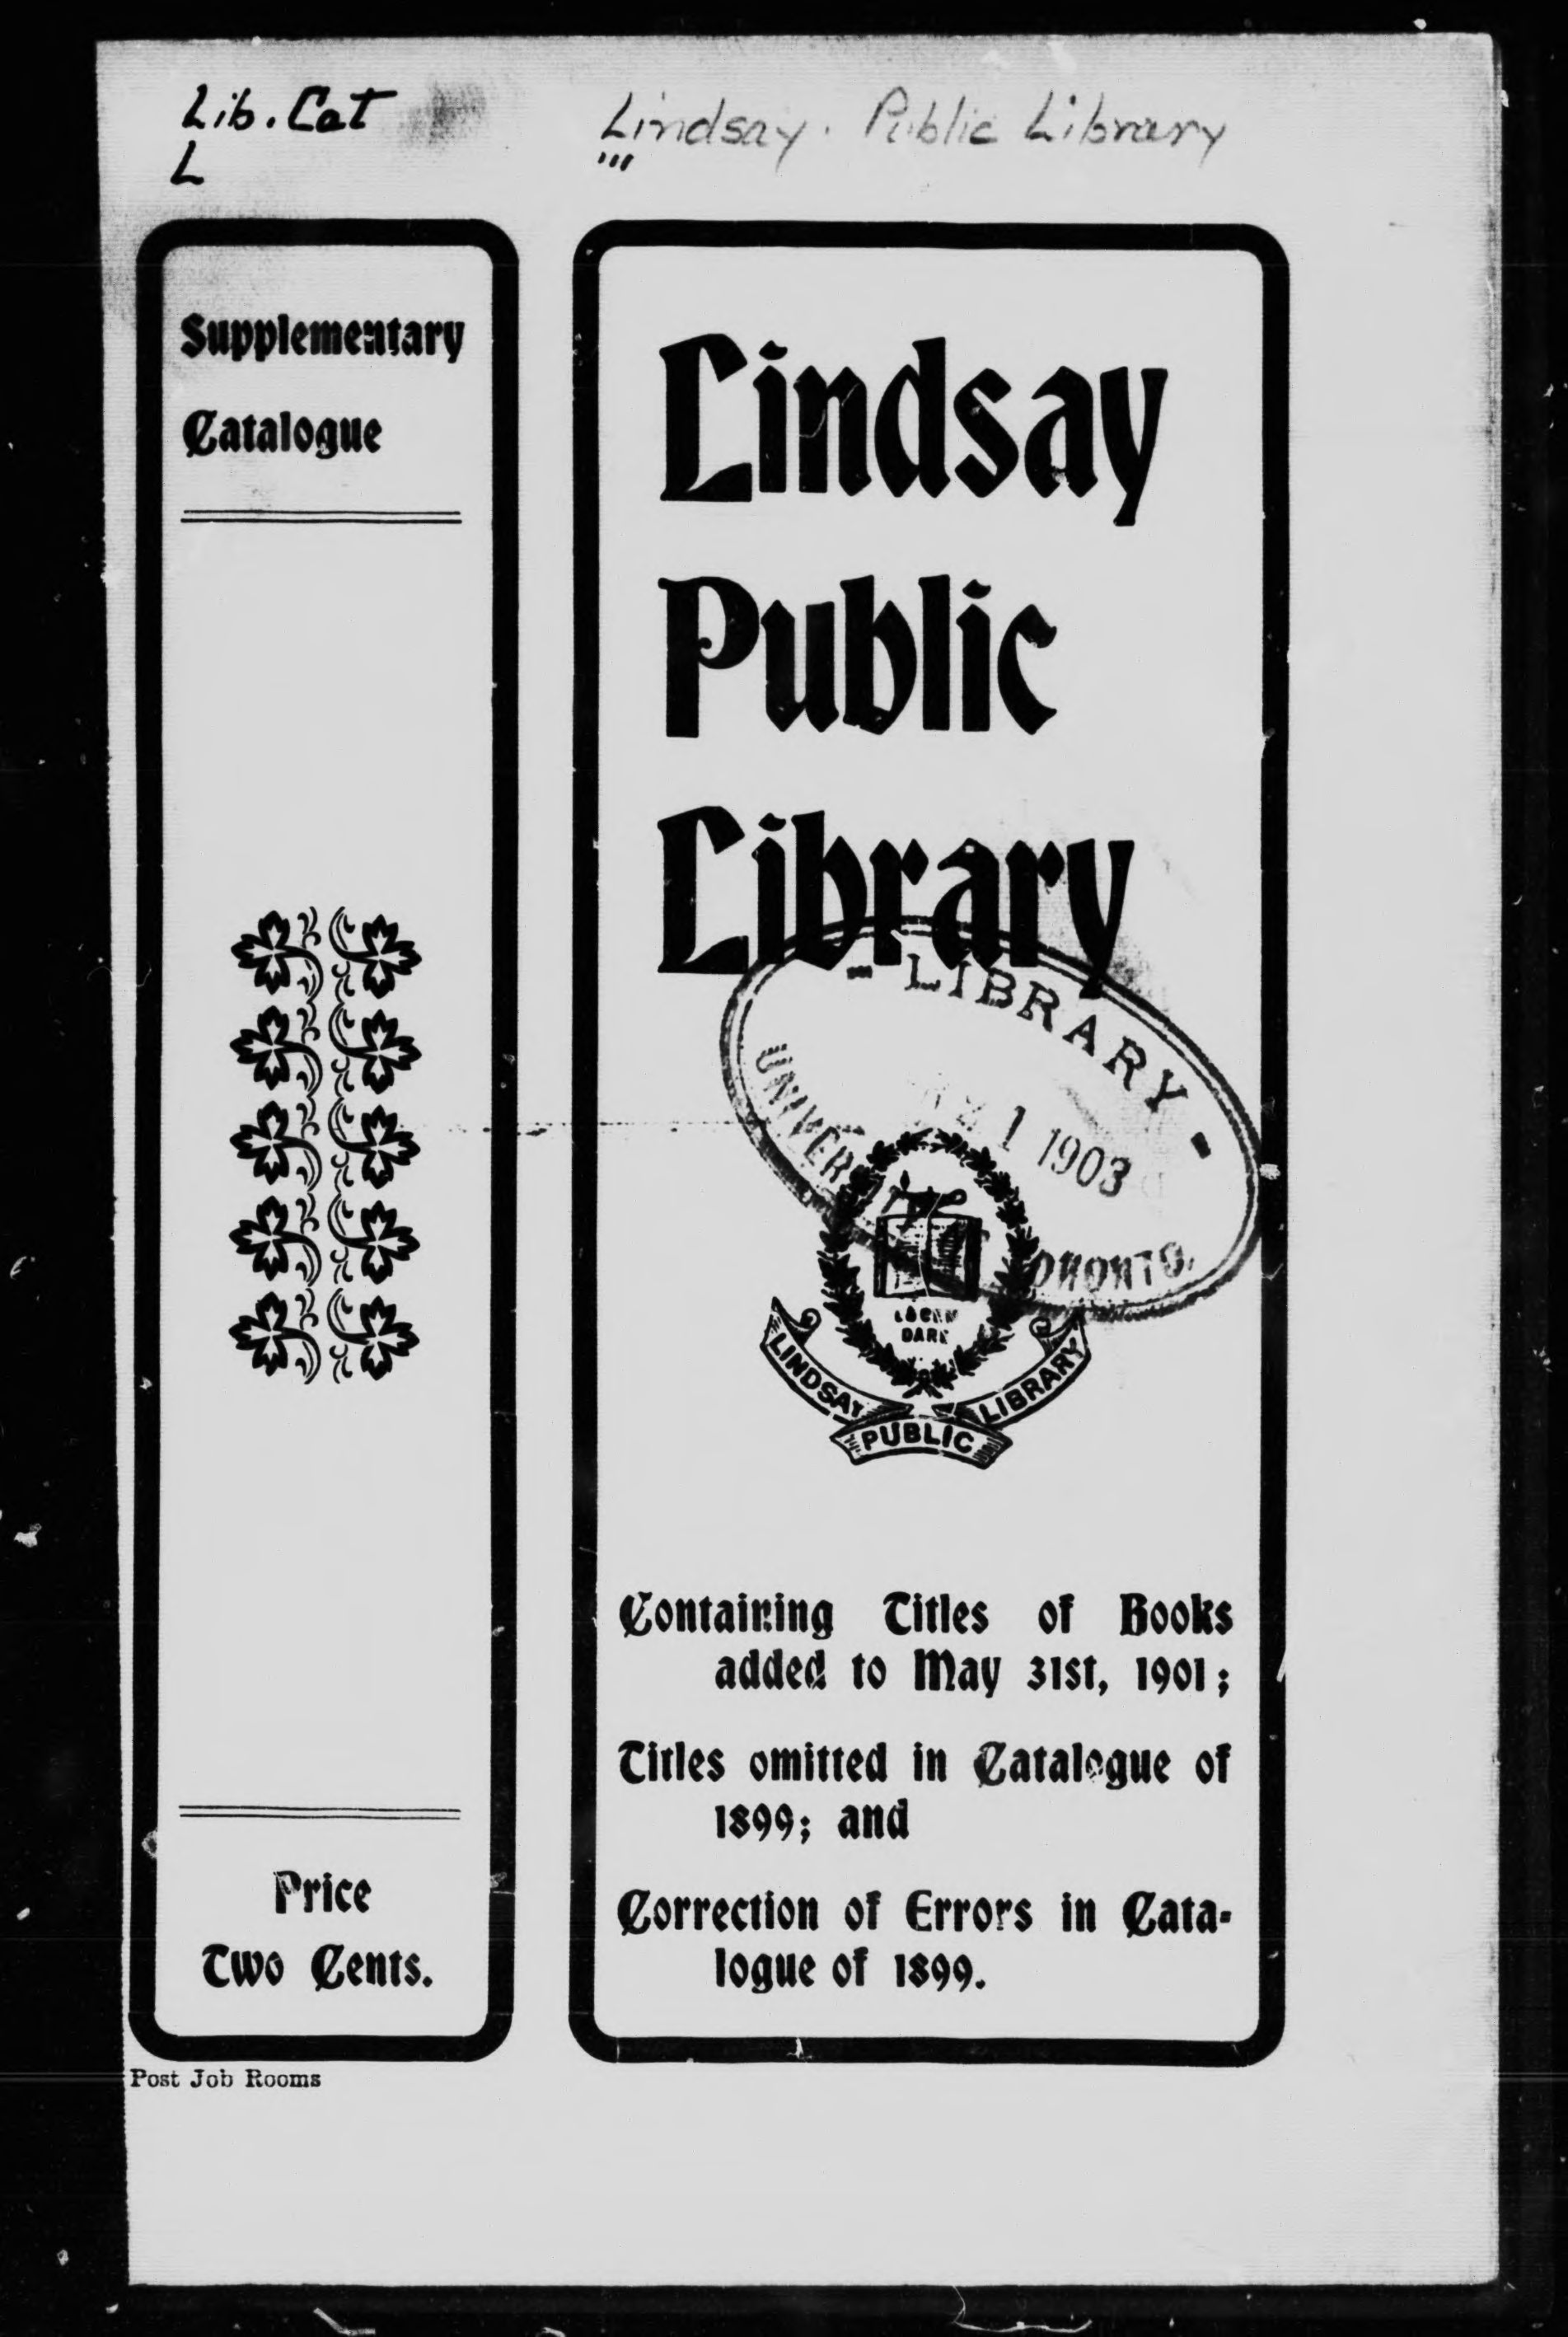 Lib. Cat
L
Lindsay. Public Library
Supplementary
Catalogue
Price
Two Cents.
Lindsay
Public
Library
- LIBRARY -
1 1903
LINDSAY
PUBLIC
LIBRARY
Containing Titles of Books
added to May 31st, 1901;
Titles omitted in Catalogue of
1899; and
Correction of Errors in Cata-
logue of 1899.
Post Job Rooms